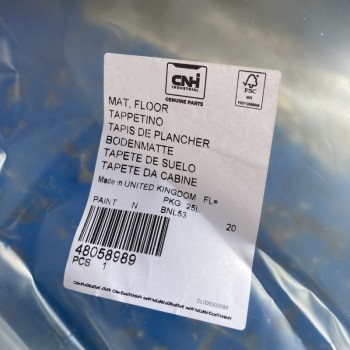 CNH
INDUSTRIAL
GENUINE PARTS
FSC
MAT, FLOOR
TAPPETINO
TAPIS DE PLANCHER
BODENMATTE
TAPETE DE SUELO
TAPETE DA CABINE
Made in UNITED KINGDOM FL=
PKG. 25L
PAINT N BNL53 20
48058989
PCS 1